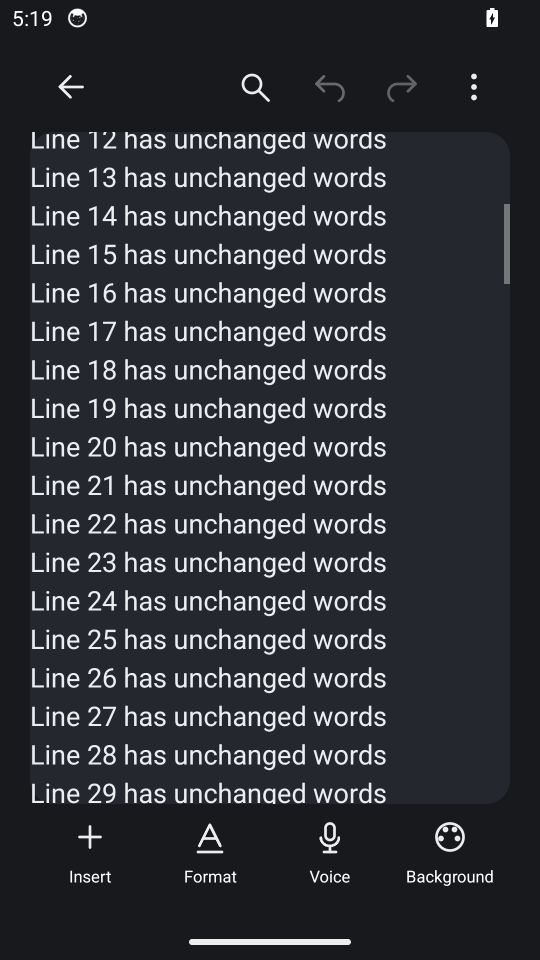 5:19
Line 12 has unchanged words
Line 13 has unchanged words
Line 14 has unchanged words
Line 15 has unchanged words
Line 16 has unchanged words
Line 17 has unchanged words
Line 18 has unchanged words
Line 19 has unchanged words
Line 20 has unchanged words
Line 21 has unchanged words
Line 22 has unchanged words
Line 23 has unchanged words
Line 24 has unchanged words
Line 25 has unchanged words
Line 26 has unchanged words
Line 27 has unchanged words
Line 28 has unchanged words
Line 29 has unchanged words
Insert Format Voice Background